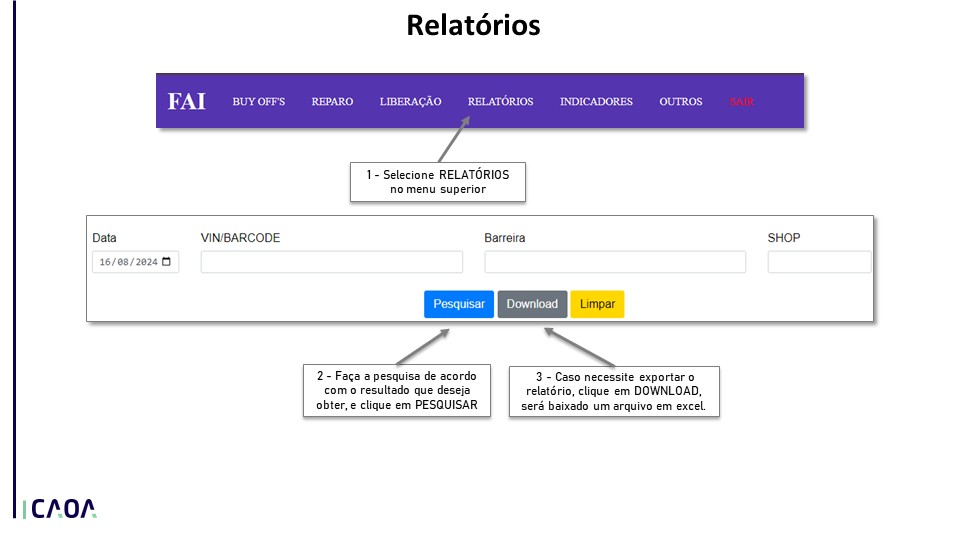 Relatórios
FAI BUY OFF'S REPARO LIBERAÇÃO RELATÓRIOS INDICADORES OUTROS SAIR
1 - Selecione RELATÓRIOS
no menu superior
Data VIN/BARCODE Barreira SHOP
16/08/2024
Pesquisar Download Limpar
2 - Faça a pesquisa de acordo
com o resultado que deseja
obter, e clique em PESQUISAR
3 - Caso necessite exportar o
relatório, clique em DOWNLOAD,
será baixado um arquivo em excel.
CAOA